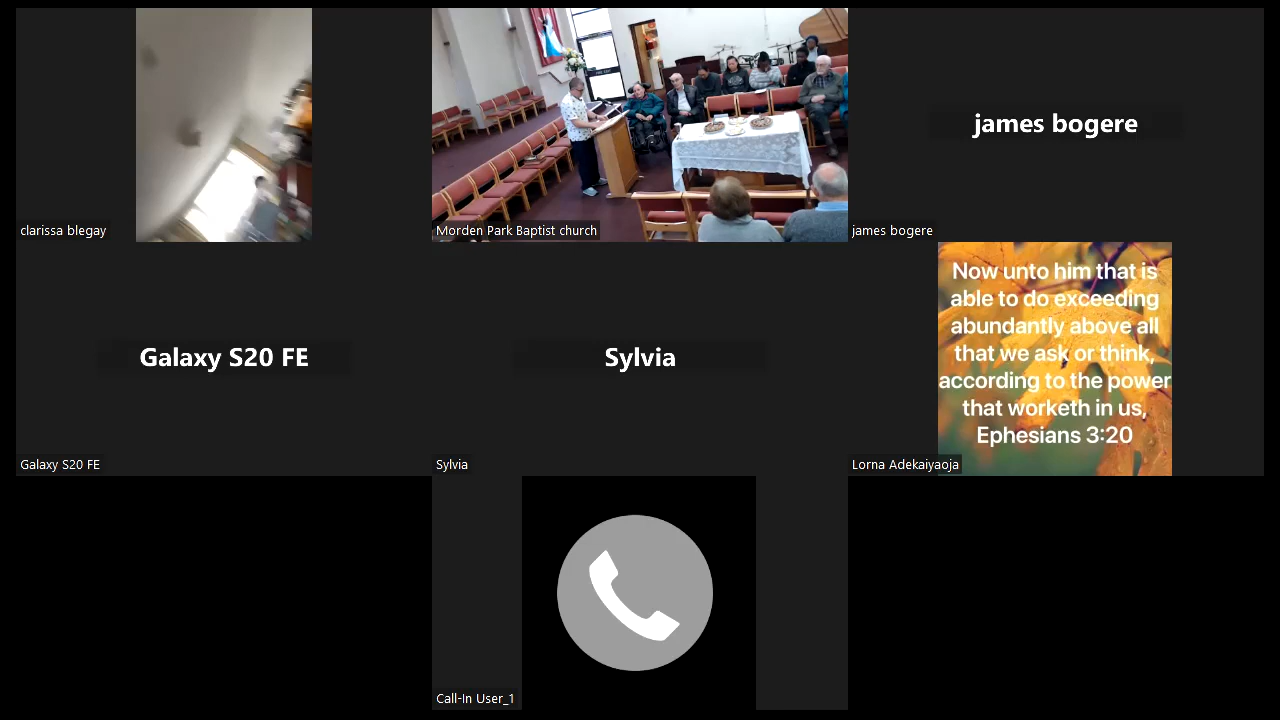 clarissa blegay
Morden Park Baptist church
james bogere
james bogere
Galaxy S20 FE
Galaxy S20 FE
Sylvia
Sylvia
Now unto him that is
able to do exceeding
abundantly above all
that we ask or think,
according to the power
that worketh in us,
Ephesians 3:20
Lorna Adekaiyaoja
Call-In User_1